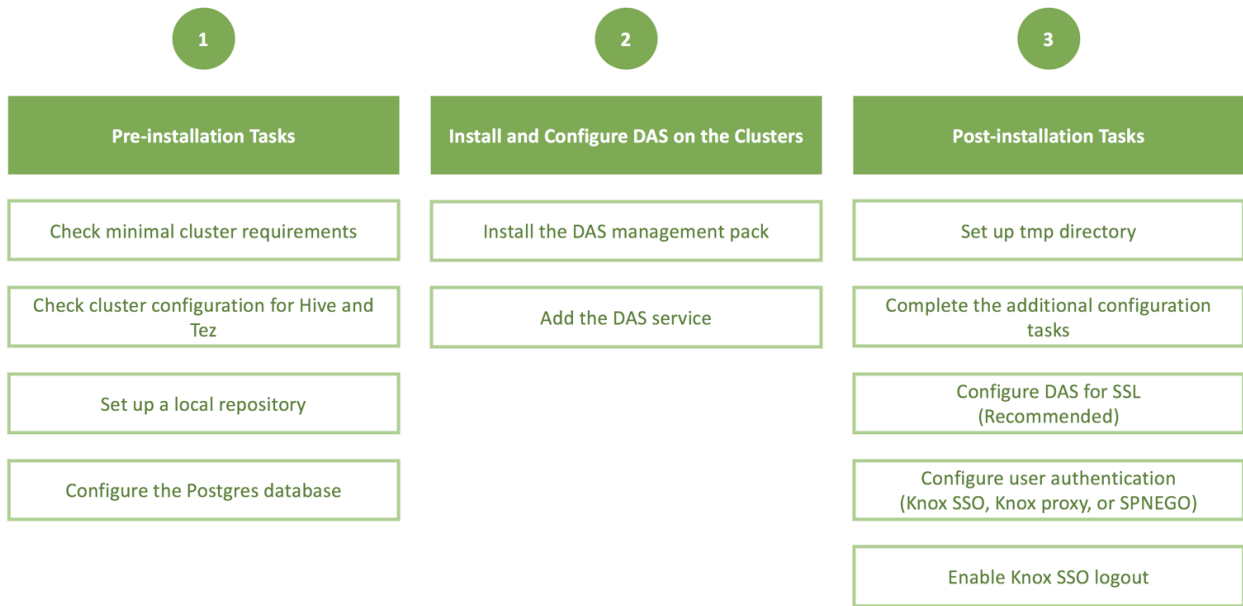 1
Pre-installation Tasks
Check minimal cluster requirements
Check cluster configuration for Hive and
Tez
Set up a local repository
Configure the Postgres database
2
Install and Configure DAS on the Clusters
Install the DAS management pack
Add the DAS service
3
Post-installation Tasks
Set up tmp directory
Complete the additional configuration
tasks
Configure DAS for SSL
(Recommended)
Configure user authentication
(Knox SSO, Knox proxy, or SPNEGO)
Enable Knox SSO logout